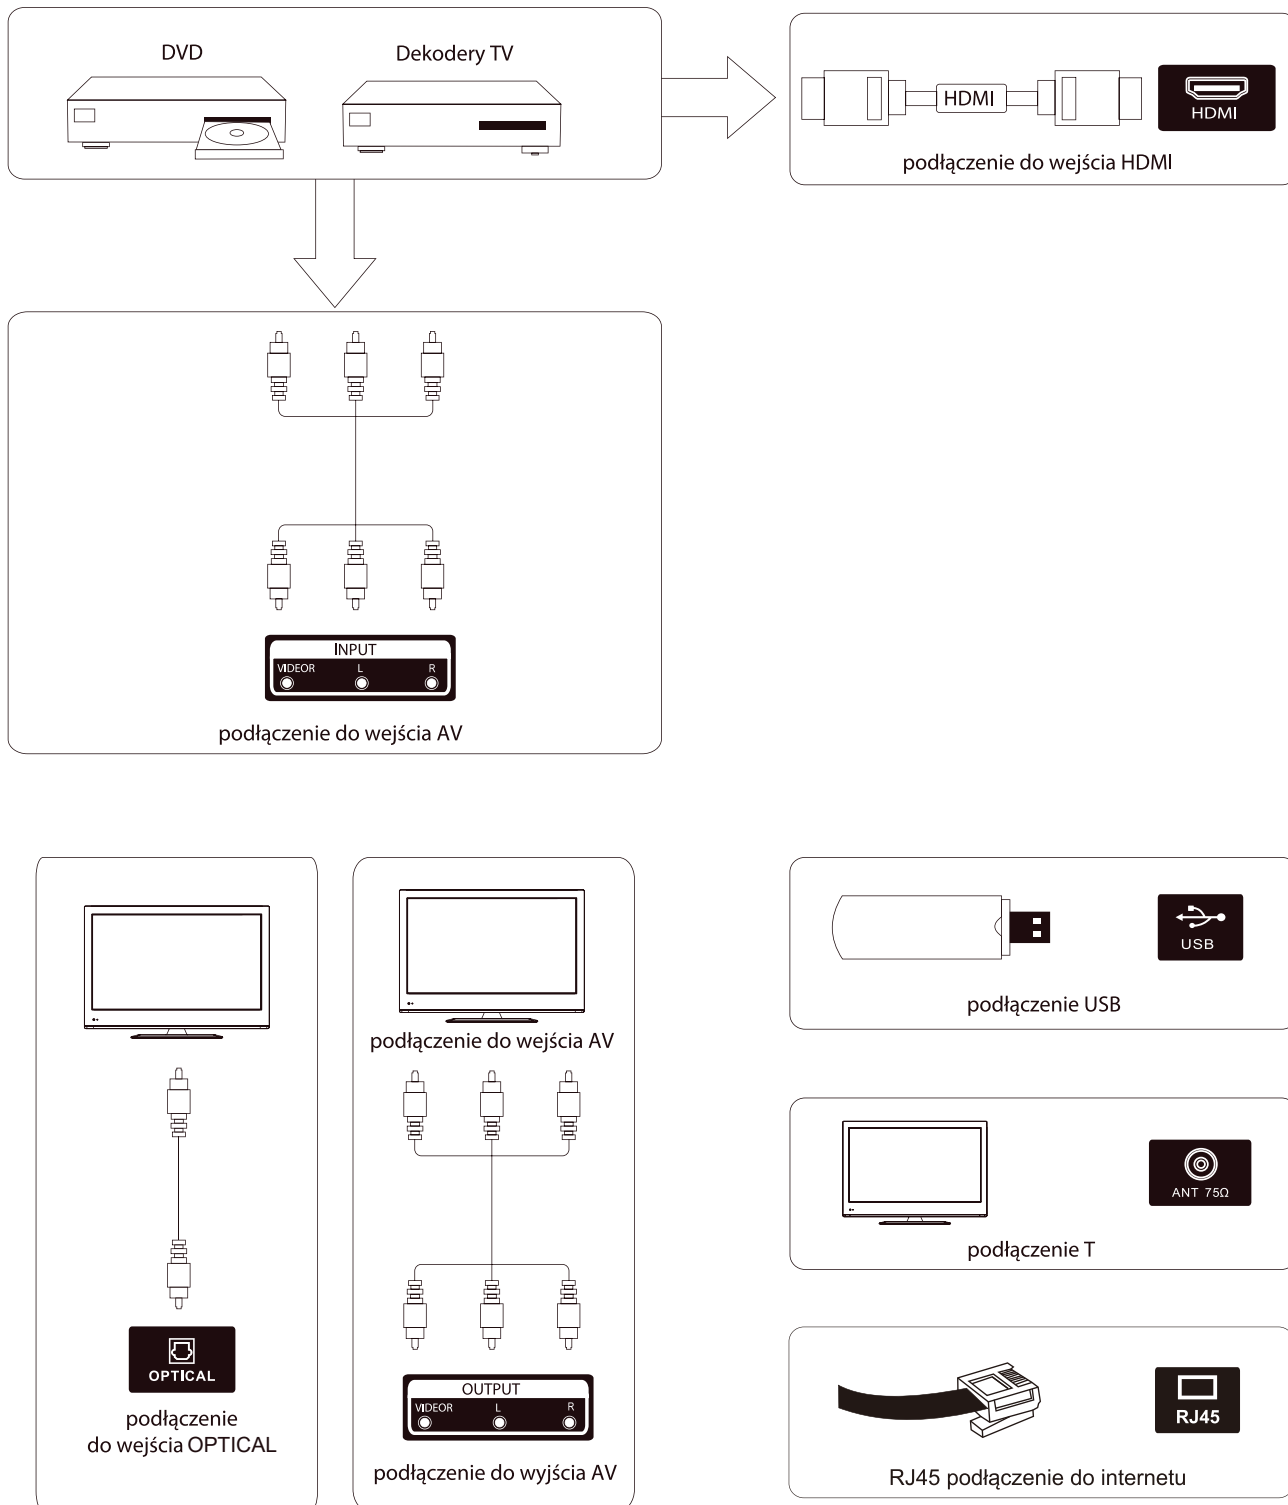 DVD
Dekodery TV
HDMI
HDMI
podłączenie do wejścia HDMI
INPUT
VIDEOR L R
podłączenie do wejścia AV
OPTICAL
podłączenie
do wejścia OPTICAL
podłączenie do wejścia AV
OUTPUT
VIDEOR L R
podłączenie do wyjścia AV
USB
podłączenie USB
ANT 75Ω
podłączenie T
RJ45
RJ45 podłączenie do internetu